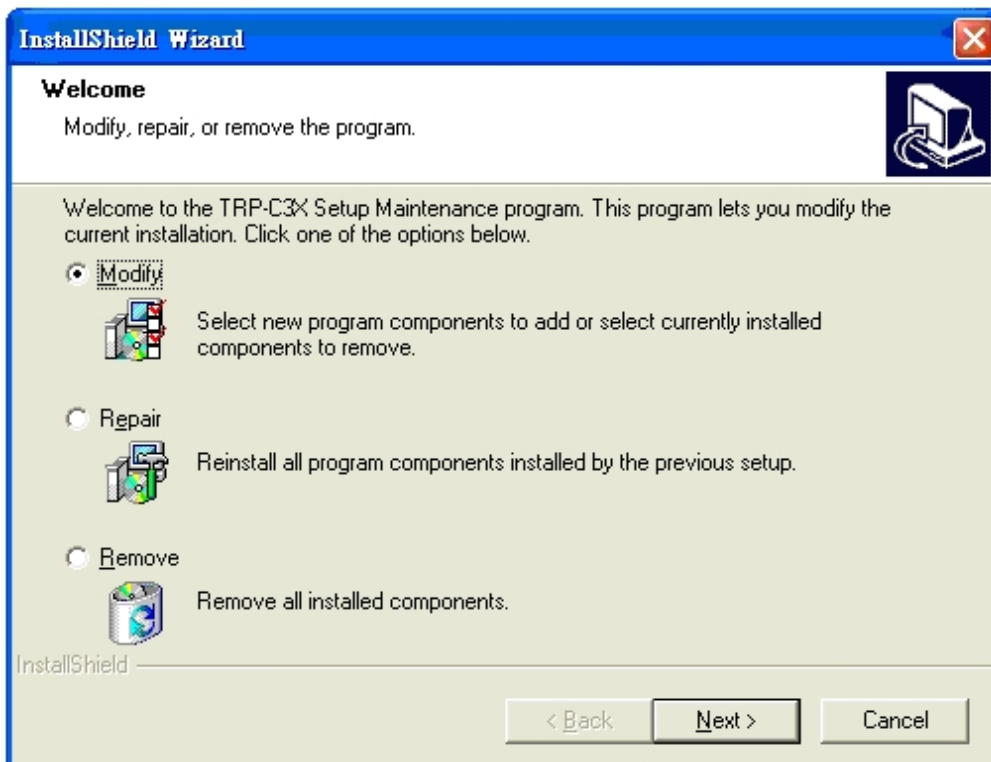 InstallShield Wizard
Welcome
Modify, repair, or remove the program.
Welcome to the TRP-C3X Setup Maintenance program. This program lets you modify the
current installation. Click one of the options below.
Modify
Select new program components to add or select currently installed
components to remove.
Repair
Reinstall all program components installed by the previous setup.
Remove
Remove all installed components.
InstallShield
< Back
Next >
Cancel